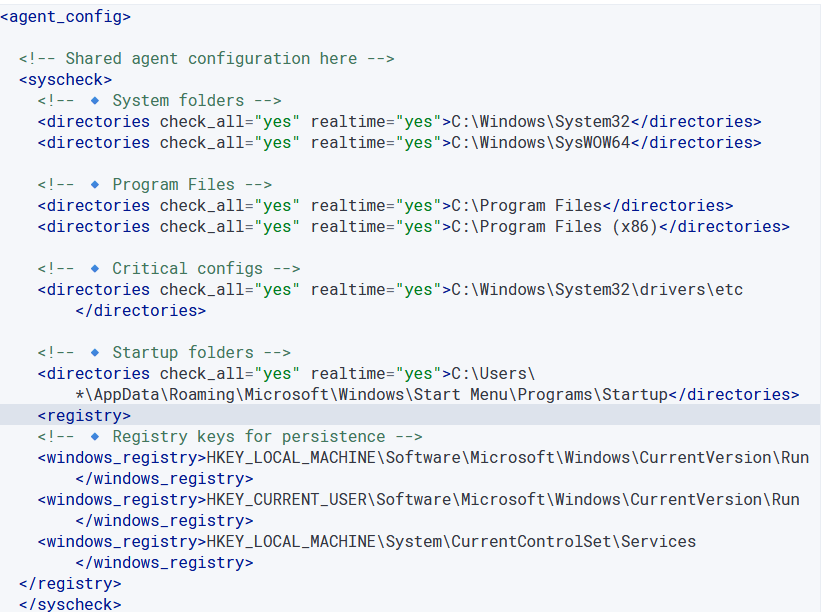 <agent_config>
<!-- Shared agent configuration here -->
<syscheck>
<!-- 🔹 System folders -->
<directories check_all="yes" realtime="yes">C:\Windows\System32</directories>
<directories check_all="yes" realtime="yes">C:\Windows\SysWOW64</directories>
<!-- 🔹 Program Files -->
<directories check_all="yes" realtime="yes">C:\Program Files</directories>
<directories check_all="yes" realtime="yes">C:\Program Files (x86)</directories>
<!-- 🔹 Critical configs -->
<directories check_all="yes" realtime="yes">C:\Windows\System32\drivers\etc
</directories>
<!-- 🔹 Startup folders -->
<directories check_all="yes" realtime="yes">C:\Users\
*\AppData\Roaming\Microsoft\Windows\Start Menu\Programs\Startup</directories>
<registry>
<!-- 🔹 Registry keys for persistence -->
<windows_registry>HKEY_LOCAL_MACHINE\Software\Microsoft\Windows\CurrentVersion\Run
</windows_registry>
<windows_registry>HKEY_CURRENT_USER\Software\Microsoft\Windows\CurrentVersion\Run
</windows_registry>
<windows_registry>HKEY_LOCAL_MACHINE\System\CurrentControlSet\Services
</windows_registry>
</registry>
</syscheck>